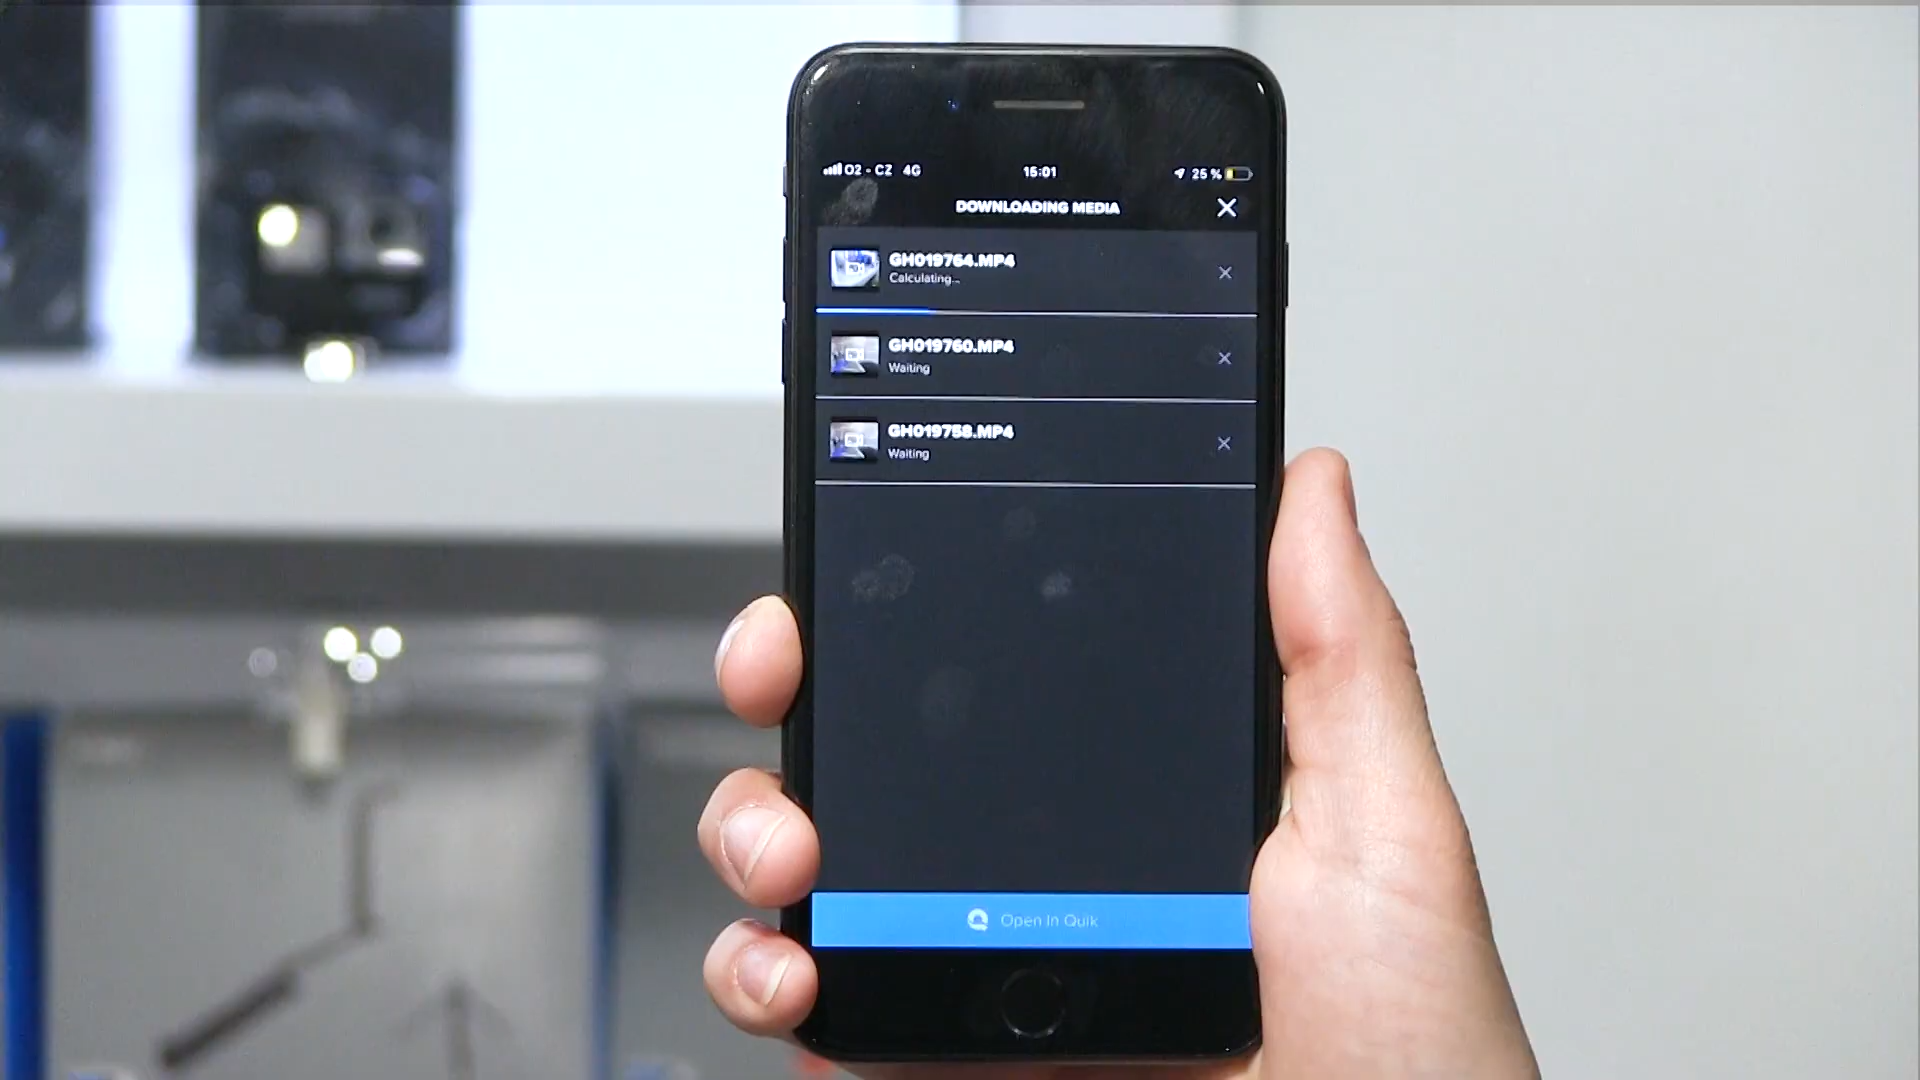 O2 - CZ 4G 15:01 25 %
DOWNLOADING MEDIA
GH019764.MP4
Calculating...
GH019760.MP4
Waiting
GH019758.MP4
Waiting
Open in Quik